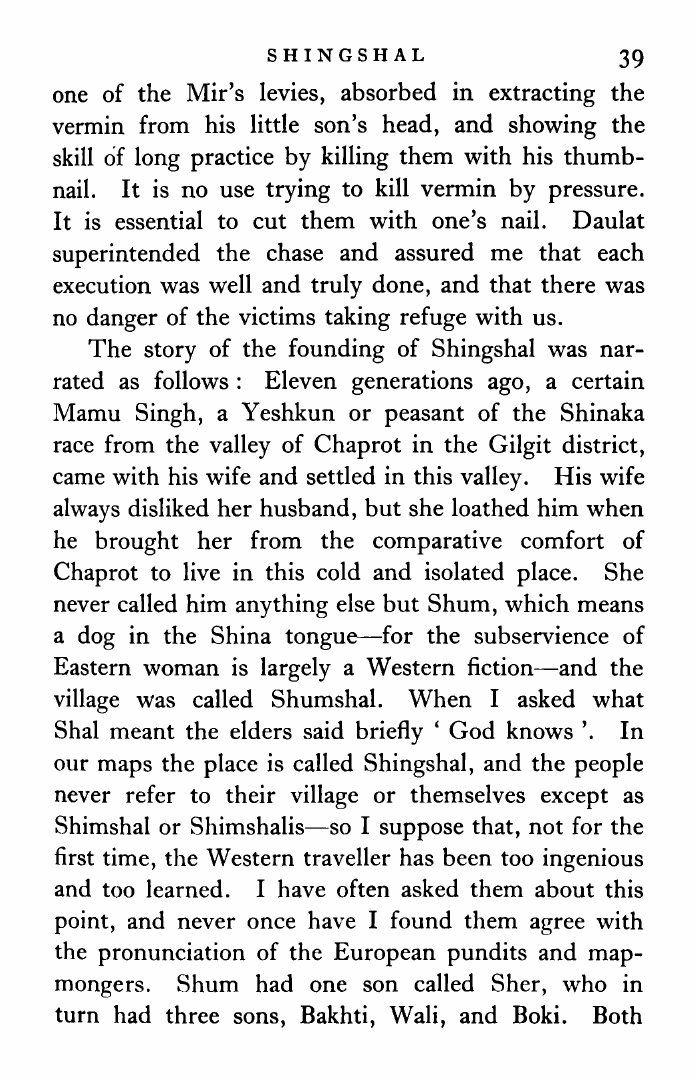 SHINGSHAL 39
one of the Mir's levies, absorbed in extracting the
vermin from his little son's head, and showing the
skill of long practice by killing them with his thumb-
nail. It is no use trying to kill vermin by pressure.
It is essential to cut them with one's nail. Daulat
superintended the chase and assured me that each
execution was well and truly done, and that there was
no danger of the victims taking refuge with us.
The story of the founding of Shingshal was nar-
rated as follows : Eleven generations ago, a certain
Mamu Singh, a Yeshkun or peasant of the Shinaka
race from the valley of Chaprot in the Gilgit district,
came with his wife and settled in this valley. His wife
always disliked her husband, but she loathed him when
he brought her from the comparative comfort of
Chaprot to live in this cold and isolated place. She
never called him anything else but Shum, which means
a dog in the Shina tongue—for the subservience of
Eastern woman is largely a Western fiction—and the
village was called Shumshal. When I asked what
Shal meant the elders said briefly ‘ God knows ’. In
our maps the place is called Shingshal, and the people
never refer to their village or themselves except as
Shimshal or Shimshalis—so I suppose that, not for the
first time, the Western traveller has been too ingenious
and too learned. I have often asked them about this
point, and never once have I found them agree with
the pronunciation of the European pundits and map-
mongers. Shum had one son called Sher, who in
turn had three sons, Bakhti, Wali, and Boki. Both